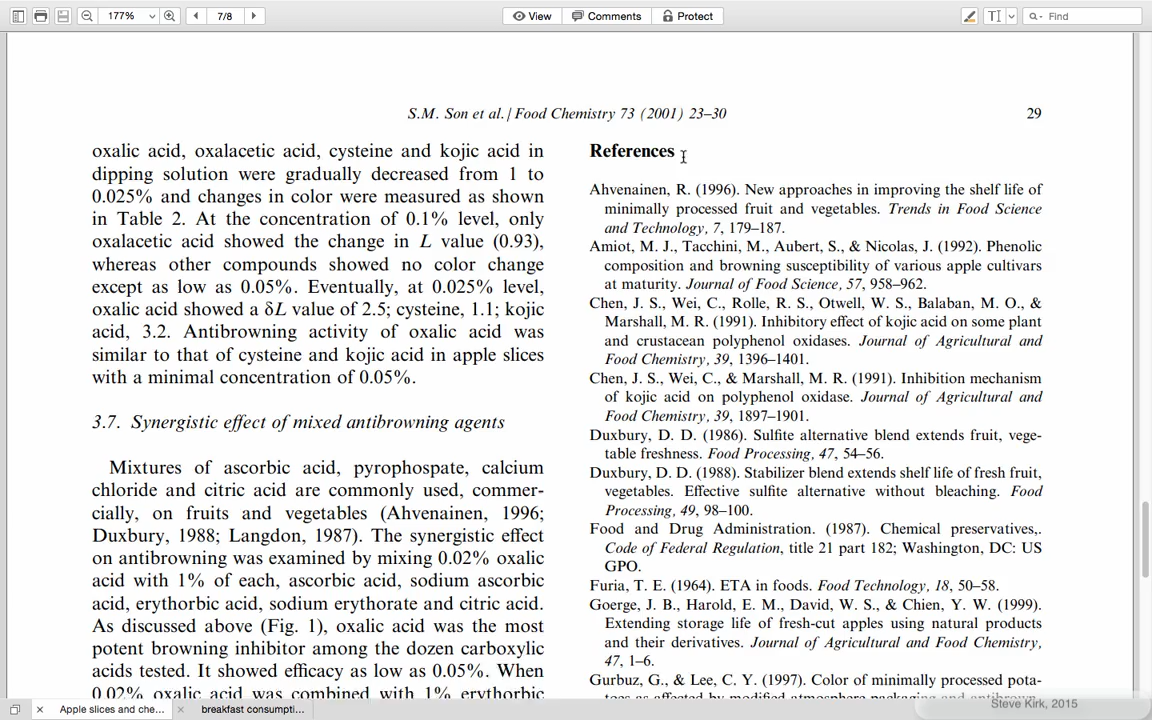 177%
7/8
View
Comments
Protect
Find
S.M. Son et al. / Food Chemistry 73 (2001) 23–30
29
oxalic acid, oxalacetic acid, cysteine and kojic acid in
dipping solution were gradually decreased from 1 to
0.025% and changes in color were measured as shown
in Table 2. At the concentration of 0.1% level, only
oxalacetic acid showed the change in L value (0.93),
whereas other compounds showed no color change
except as low as 0.05%. Eventually, at 0.025% level,
oxalic acid showed a δL value of 2.5; cysteine, 1.1; kojic
acid, 3.2. Antibrowning activity of oxalic acid was
similar to that of cysteine and kojic acid in apple slices
with a minimal concentration of 0.05%.
3.7. Synergistic effect of mixed antibrowning agents
Mixtures of ascorbic acid, pyrophospate, calcium
chloride and citric acid are commonly used, commer-
cially, on fruits and vegetables (Ahvenainen, 1996;
Duxbury, 1988; Langdon, 1987). The synergistic effect
on antibrowning was examined by mixing 0.02% oxalic
acid with 1% of each, ascorbic acid, sodium ascorbic
acid, erythorbic acid, sodium erythorate and citric acid.
As discussed above (Fig. 1), oxalic acid was the most
potent browning inhibitor among the dozen carboxylic
acids tested. It showed efficacy as low as 0.05%. When
0.02% oxalic acid was combined with 1% erythorbic
References
Ahvenainen, R. (1996). New approaches in improving the shelf life of
minimally processed fruit and vegetables. Trends in Food Science
and Technology, 7, 179–187.
Amiot, M. J., Tacchini, M., Aubert, S., & Nicolas, J. (1992). Phenolic
composition and browning susceptibility of various apple cultivars
at maturity. Journal of Food Science, 57, 958–962.
Chen, J. S., Wei, C., Rolle, R. S., Otwell, W. S., Balaban, M. O., &
Marshall, M. R. (1991). Inhibitory effect of kojic acid on some plant
and crustacean polyphenol oxidases. Journal of Agricultural and
Food Chemistry, 39, 1396–1401.
Chen, J. S., Wei, C., & Marshall, M. R. (1991). Inhibition mechanism
of kojic acid on polyphenol oxidase. Journal of Agricultural and
Food Chemistry, 39, 1897–1901.
Duxbury, D. D. (1986). Sulfite alternative blend extends fruit, vege-
table freshness. Food Processing, 47, 54–56.
Duxbury, D. D. (1988). Stabilizer blend extends shelf life of fresh fruit,
vegetables. Effective sulfite alternative without bleaching. Food
Processing, 49, 98–100.
Food and Drug Administration. (1987). Chemical preservatives,.
Code of Federal Regulation, title 21 part 182; Washington, DC: US
GPO.
Furia, T. E. (1964). ETA in foods. Food Technology, 18, 50–58.
Goerge, J. B., Harold, E. M., David, W. S., & Chien, Y. W. (1999).
Extending storage life of fresh-cut apples using natural products
and their derivatives. Journal of Agricultural and Food Chemistry,
47, 1–6.
Gurbuz, G., & Lee, C. Y. (1997). Color of minimally processed pota-
toes as affected by modified atmosphere packaging and antibrown-
Apple slices and che...
breakfast consumpti...
Steve Kirk, 2015